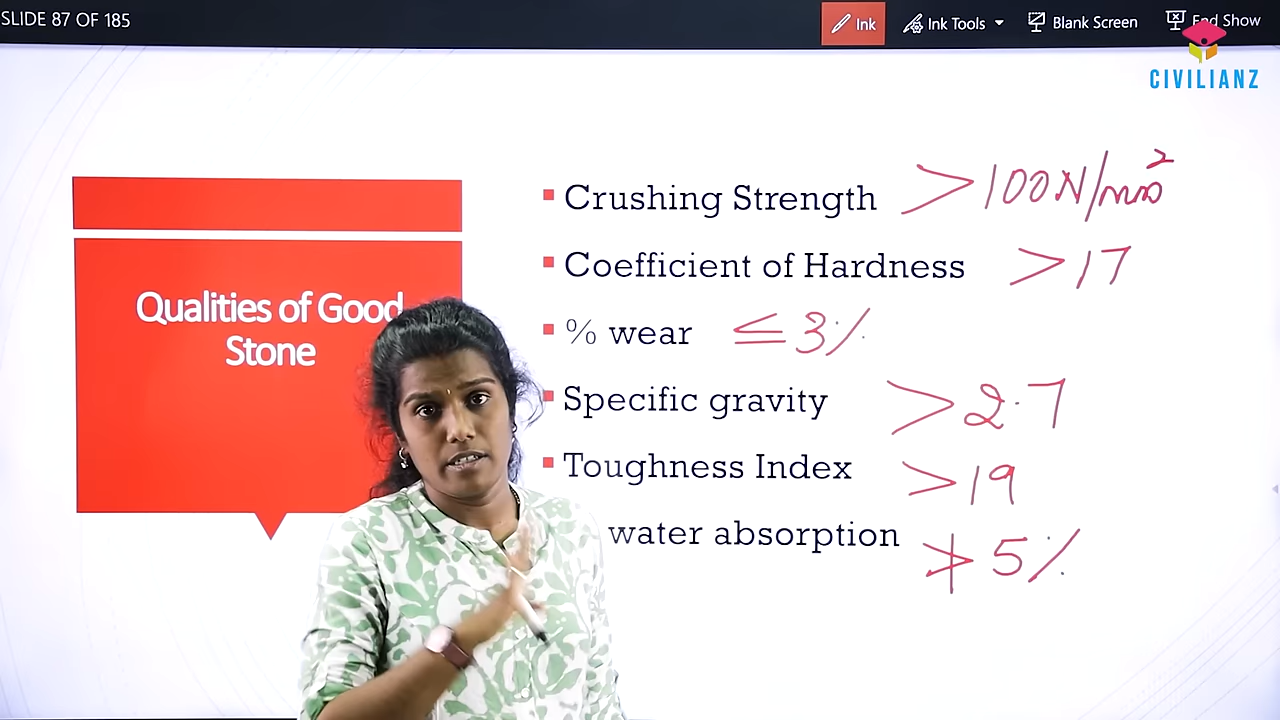 SLIDE 87 OF 185
Ink
Ink Tools
Blank Screen
End Show
CIVILIANZ
Qualities of Good
Stone
Crushing Strength > 100N/mm²
Coefficient of Hardness > 17
% wear ≤ 3%
Specific gravity > 2.7
Toughness Index > 19
water absorption ≯ 5%